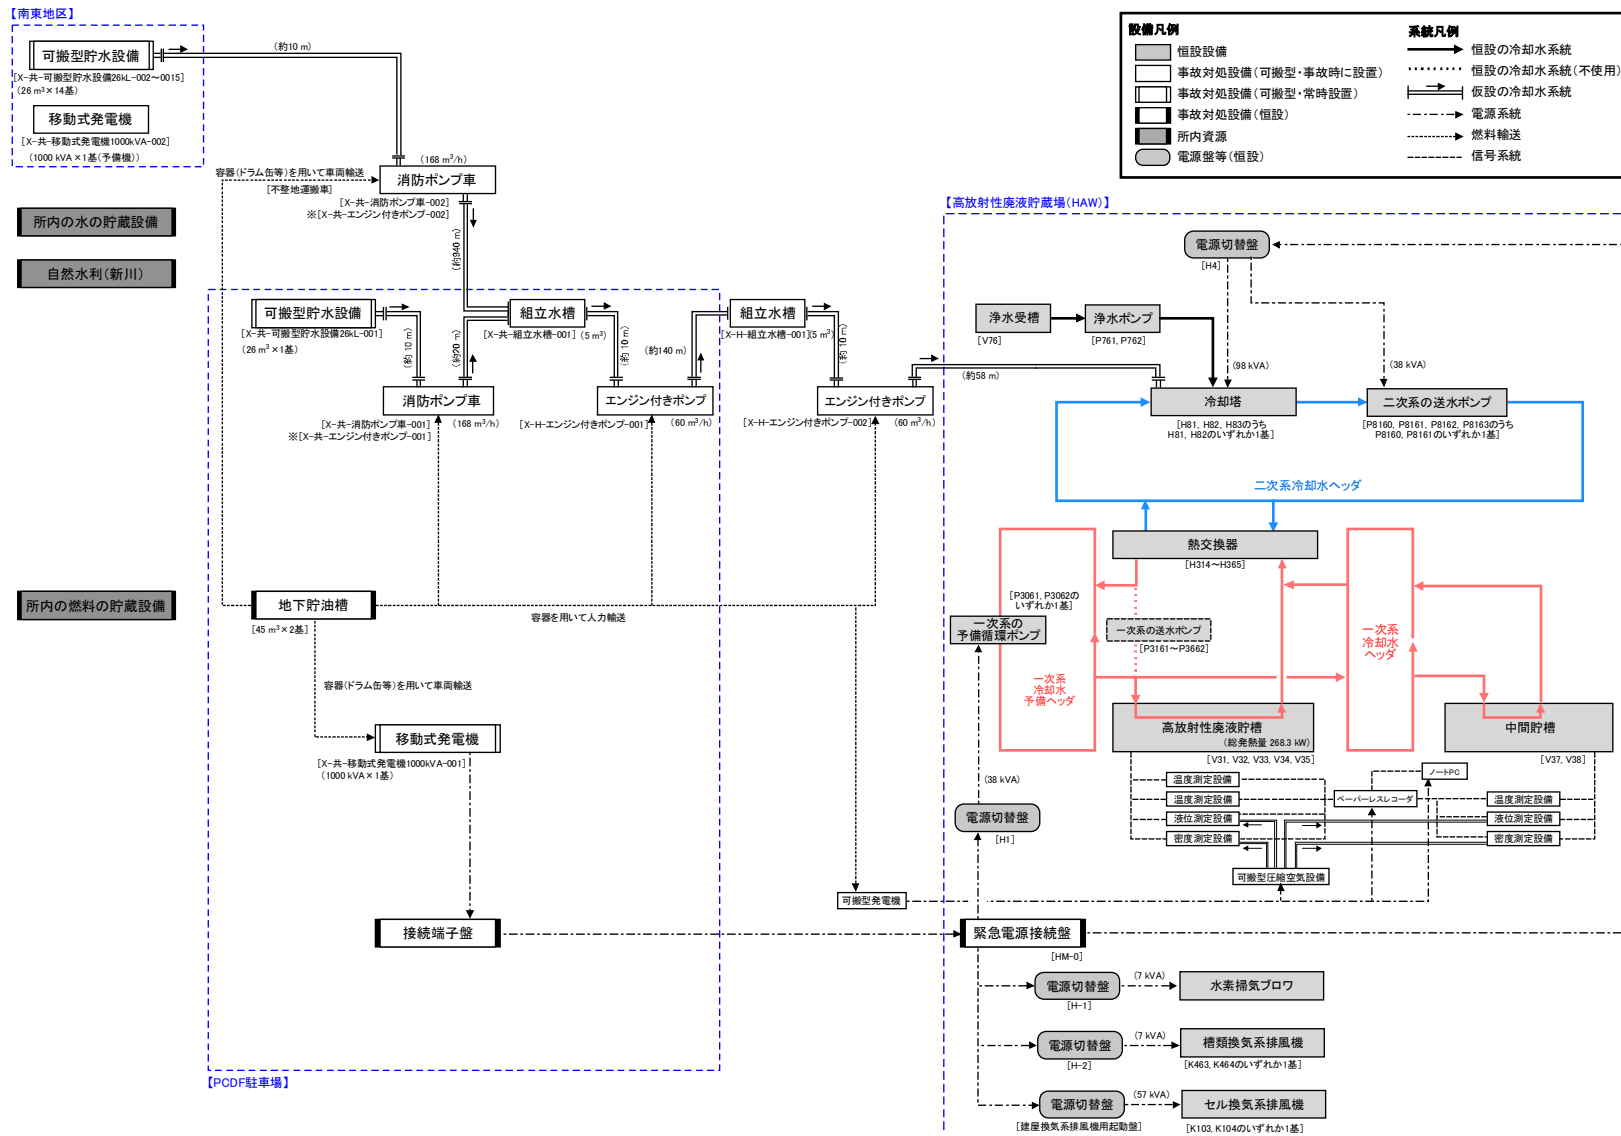 【南東地区】
可搬型貯水設備
[X-共-可搬型貯水設備26kL-002～0015]
(26 m³×14基)
移動式発電機
[X-共-移動式発電機1000kVA-002]
(1000 kVA×1基(予備機))
(約10 m)
(168 m³/h)
容器(ドラム缶等)を用いて車両輸送
[不整地運搬車]
消防ポンプ車
[X-共-消防ポンプ車-002]
※[X-共-エンジン付きポンプ-002]
(約940 m)
所内の水の貯蔵設備
自然水利(新川)
所内の燃料の貯蔵設備
設備凡例
恒設設備
事故対処設備(可搬型・事故時に設置)
事故対処設備(可搬型・常時設置)
事故対処設備(恒設)
所内資源
電源盤等(恒設)
系統凡例
恒設の冷却水系統
恒設の冷却水系統(不使用)
仮設の冷却水系統
電源系統
燃料輸送
信号系統
可搬型貯水設備
[X-共-可搬型貯水設備26kL-001]
(26 m³×1基)
(約 10 m)
(約20 m)
組立水槽
[X-共-組立水槽-001] (5 m³)
(約 10 m)
(約140 m)
組立水槽
[X-H-組立水槽-001](5 m³)
(約 10 m)
(約58 m)
消防ポンプ車
[X-共-消防ポンプ車-001]
(168 m³/h)
※[X-共-エンジン付きポンプ-001]
エンジン付きポンプ
[X-H-エンジン付きポンプ-001]
(60 m³/h)
エンジン付きポンプ
[X-H-エンジン付きポンプ-002]
(60 m³/h)
地下貯油槽
[45 m³×2基]
容器を用いて人力輸送
容器(ドラム缶等)を用いて車両輸送
移動式発電機
[X-共-移動式発電機1000kVA-001]
(1000 kVA×1基)
接続端子盤
【PCDF駐車場】
【高放射性廃液貯蔵場(HAW)】
電源切替盤
[H4]
浄水受槽
[V76]
浄水ポンプ
[P761, P762]
(98 kVA)
(38 kVA)
冷却塔
[H81, H82, H83のうち
H81, H82のいずれか1基]
二次系の送水ポンプ
[P8160, P8161, P8162, P8163のうち
P8160, P8161のいずれか1基]
二次系冷却水ヘッダ
熱交換器
[H314～H365]
[P3061, P3062の
いずれか1基]
一次系の
予備循環ポンプ
一次系の送水ポンプ
[P3161～P3662]
一次系
冷却水
ヘッダ
一次系
冷却水
予備ヘッダ
高放射性廃液貯槽
(総発熱量 268.3 kW)
[V31, V32, V33, V34, V35]
中間貯槽
[V37, V38]
ノートPC
温度測定設備
温度測定設備
液位測定設備
密度測定設備
ペーパーレスレコーダ
温度測定設備
液位測定設備
密度測定設備
可搬型圧縮空気設備
(38 kVA)
電源切替盤
[H1]
可搬型発電機
緊急電源接続盤
[HM-0]
電源切替盤
[H-1]
(7 kVA)
水素掃気ブロワ
電源切替盤
[H-2]
(7 kVA)
槽類換気系排風機
[K463, K464のいずれか1基]
電源切替盤
[建屋換気系排風機用起動盤]
(57 kVA)
セル換気系排風機
[K103, K104のいずれか1基]